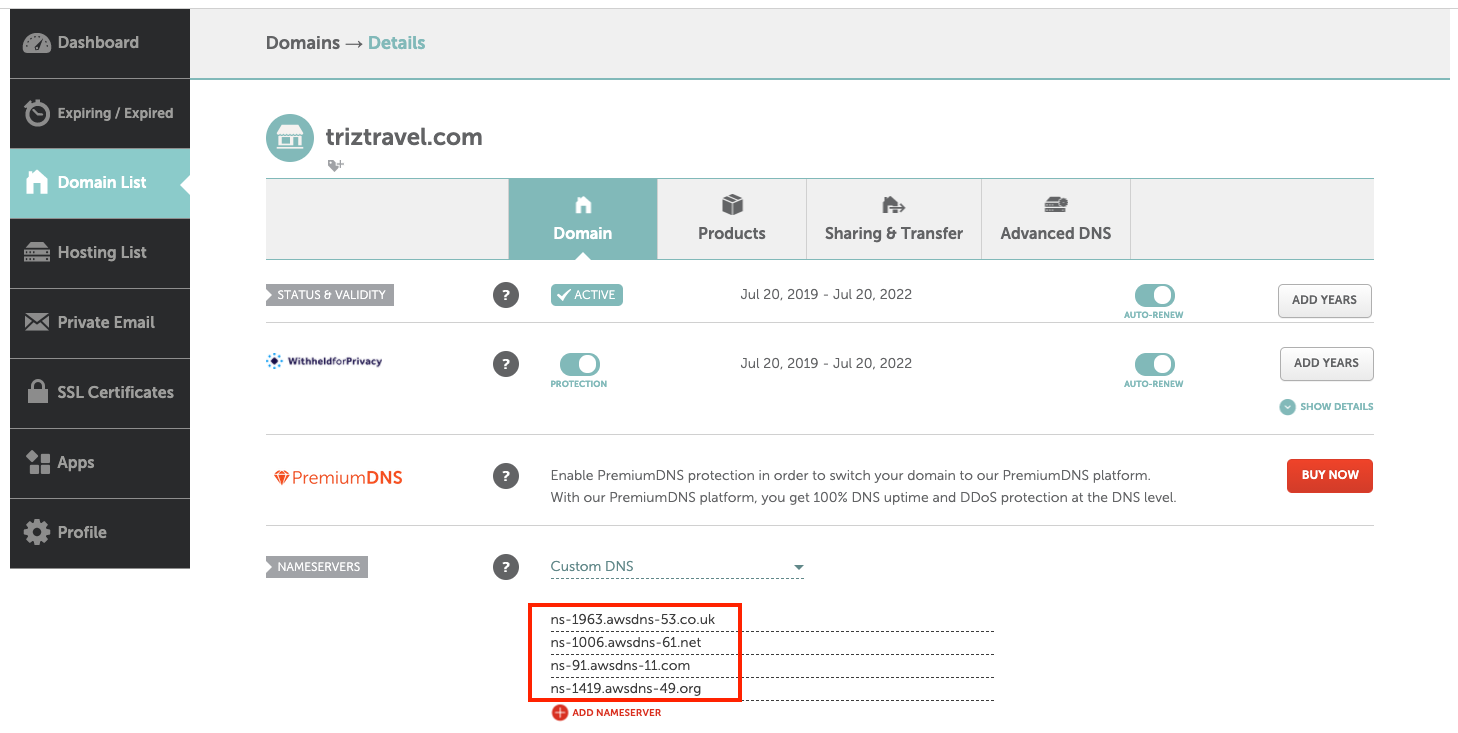 Dashboard
Expiring / Expired
Domain List
Hosting List
Private Email
SSL Certificates
Apps
Profile
Domains → Details
triztravel.com
Domain
Products
Sharing & Transfer
Advanced DNS
STATUS & VALIDITY
?
ACTIVE
Jul 20, 2019 - Jul 20, 2022
AUTO-RENEW
ADD YEARS
WithheldforPrivacy
?
PROTECTION
Jul 20, 2019 - Jul 20, 2022
AUTO-RENEW
ADD YEARS
SHOW DETAILS
PremiumDNS
?
Enable PremiumDNS protection in order to switch your domain to our PremiumDNS platform.
With our PremiumDNS platform, you get 100% DNS uptime and DDoS protection at the DNS level.
BUY NOW
NAMESERVERS
?
Custom DNS
ns-1963.awsdns-53.co.uk
ns-1006.awsdns-61.net
ns-91.awsdns-11.com
ns-1419.awsdns-49.org
ADD NAMESERVER